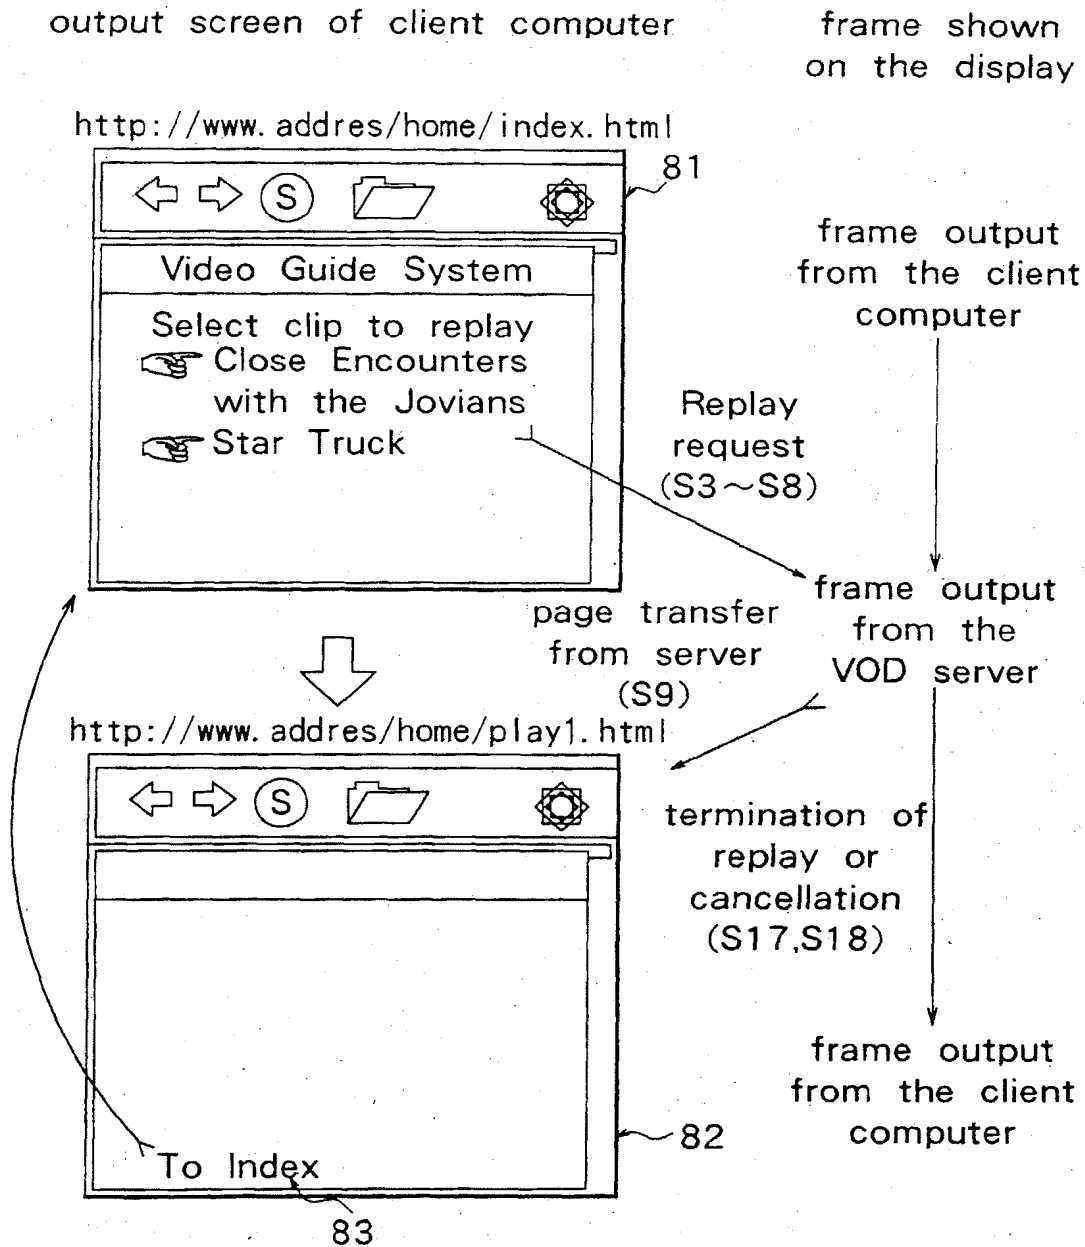 output screen of client computer
frame shown
on the display
http://www.addres/home/index.html
81
S
Video Guide System
Select clip to replay
Close Encounters
with the Jovians
Star Truck
frame output
from the client
computer
Replay
request
(S3~S8)
frame output
from the
VOD server
page transfer
from server
(S9)
http://www.addres/home/play1.html
S
termination of
replay or
cancellation
(S17,S18)
frame output
from the client
computer
82
To Index
83